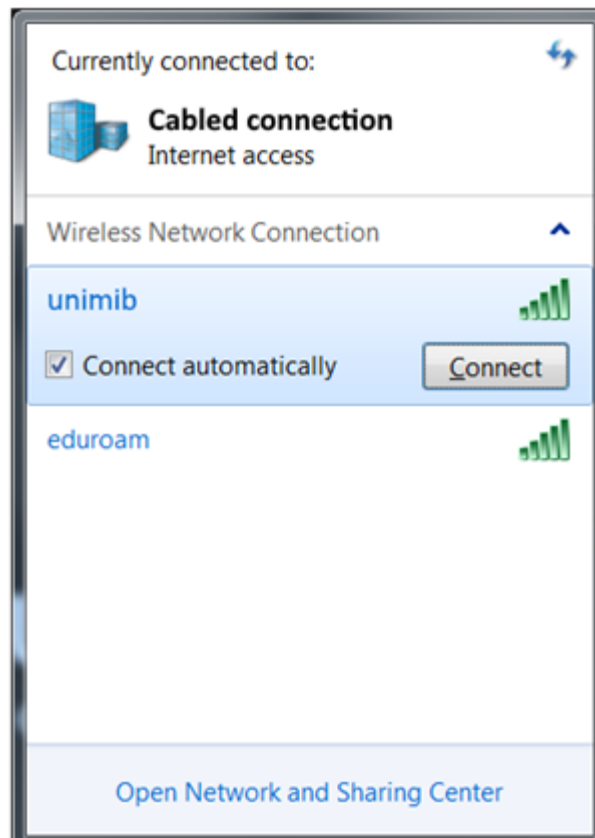 Currently connected to:
Cabled connection
Internet access
Wireless Network Connection
unimib
Connect automatically
Connect
eduroam
Open Network and Sharing Center